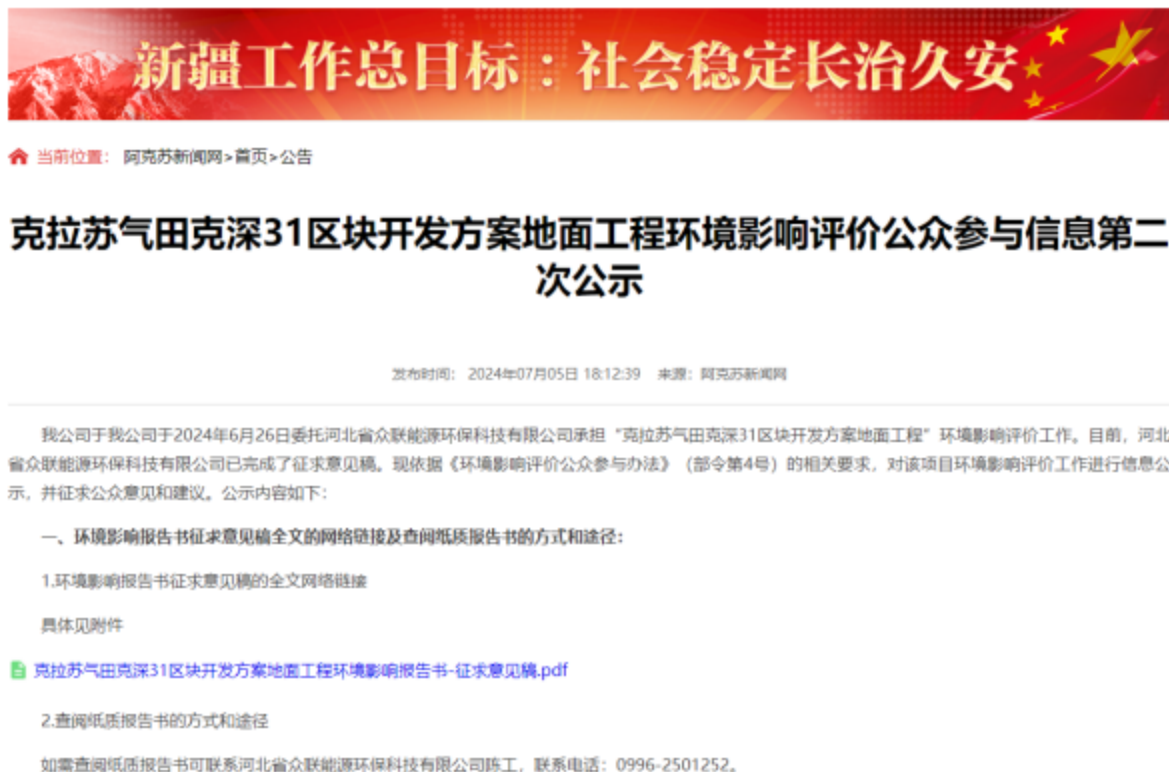 新疆工作总目标：社会稳定长治久安
当前位置： 阿克苏新闻网>首页>公告
克拉苏气田克深31区块开发方案地面工程环境影响评价公众参与信息第二
次公示
发布时间： 2024年07月05日 18:12:39 来源：阿克苏新闻网
我公司于我公司于2024年6月26日委托河北省众联能源环保科技有限公司承担“克拉苏气田克深31区块开发方案地面工程”环境影响评价工作。目前，河北
省众联能源环保科技有限公司已完成了征求意见稿。现依据《环境影响评价公众参与办法》（部令第4号）的相关要求，对该项目环境影响评价工作进行信息公
示，并征求公众意见和建议。公示内容如下：
一、环境影响报告书征求意见稿全文的网络链接及查阅纸质报告书的方式和途径：
1.环境影响报告书征求意见稿的全文网络链接
具体见附件
克拉苏气田克深31区块开发方案地面工程环境影响报告书-征求意见稿.pdf
2.查阅纸质报告书的方式和途径
如需查阅纸质报告书可联系河北省众联能源环保科技有限公司陈工，联系电话：0996-2501252。